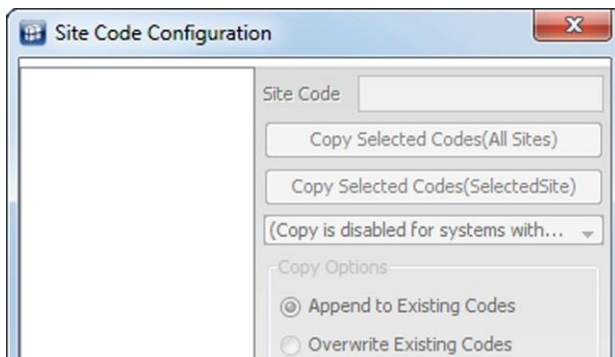 Site Code Configuration
Site Code
Copy Selected Codes(All Sites)
Copy Selected Codes(SelectedSite)
(Copy is disabled for systems with...
Copy Options
Append to Existing Codes
Overwrite Existing Codes